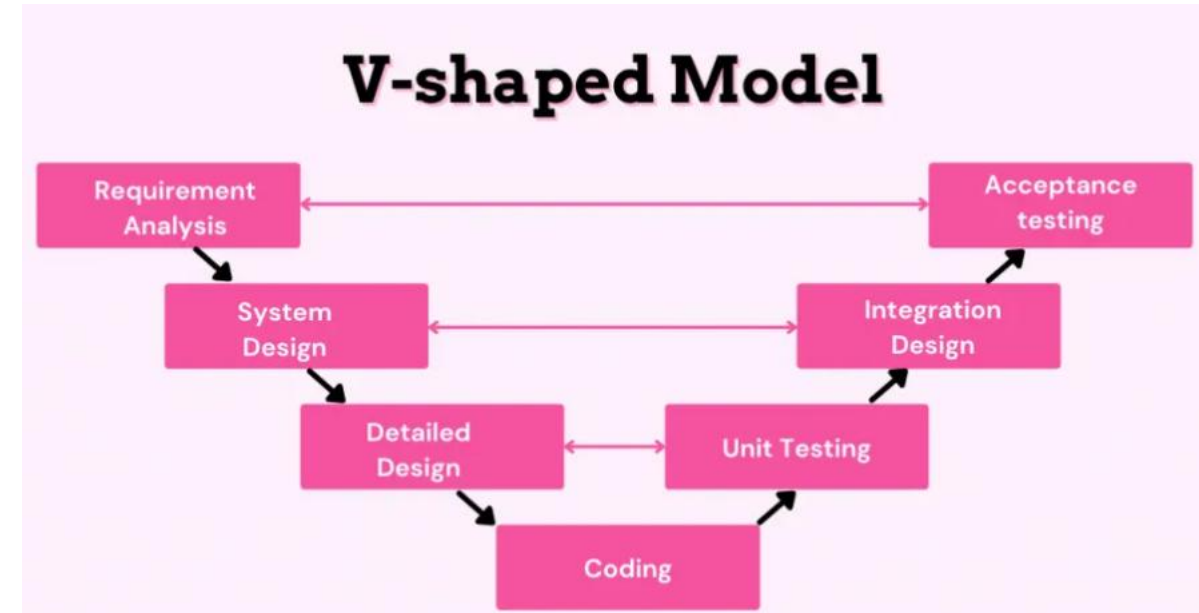 V-shaped Model
Requirement
Analysis
Acceptance
testing
System
Design
Integration
Design
Detailed
Design
Unit Testing
Coding